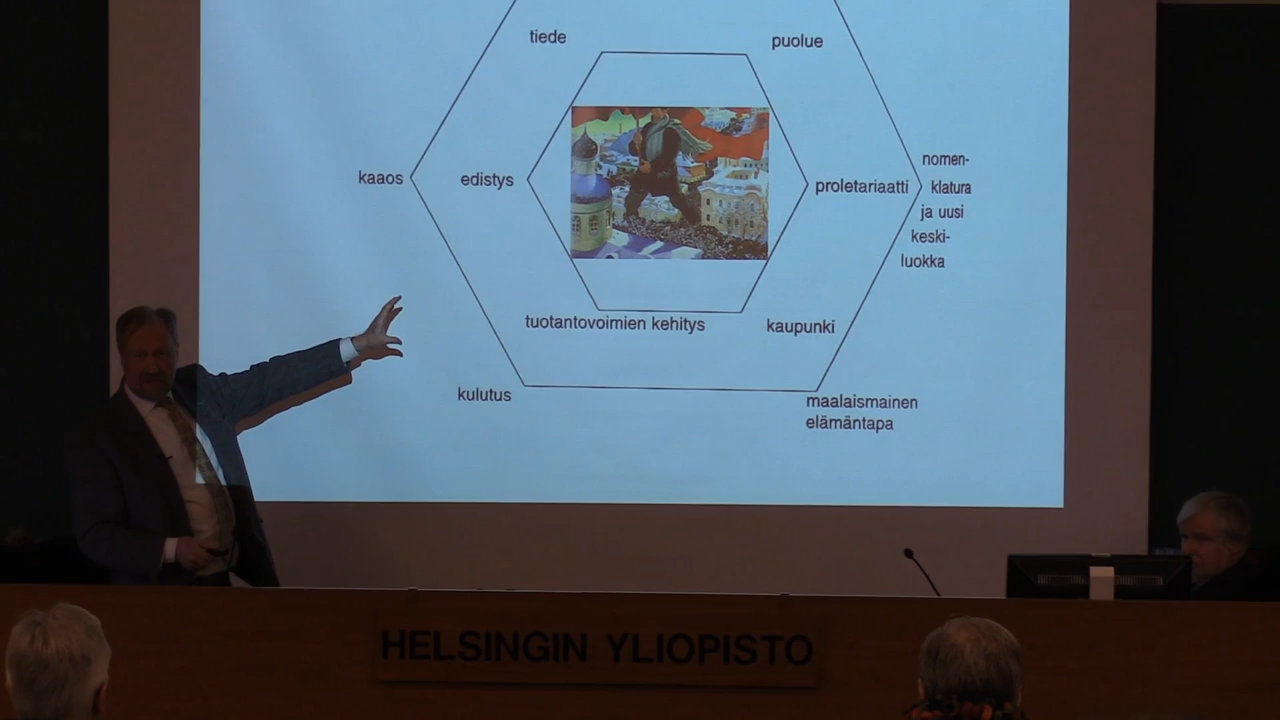 tiede
puolue
kaaos
edistys
proletariaatti
nomen-
klatura
ja uusi
keski-
luokka
tuotantovoimien kehitys
kaupunki
kulutus
maalaismainen
elämäntapa
HELSINGIN YLIOPISTO